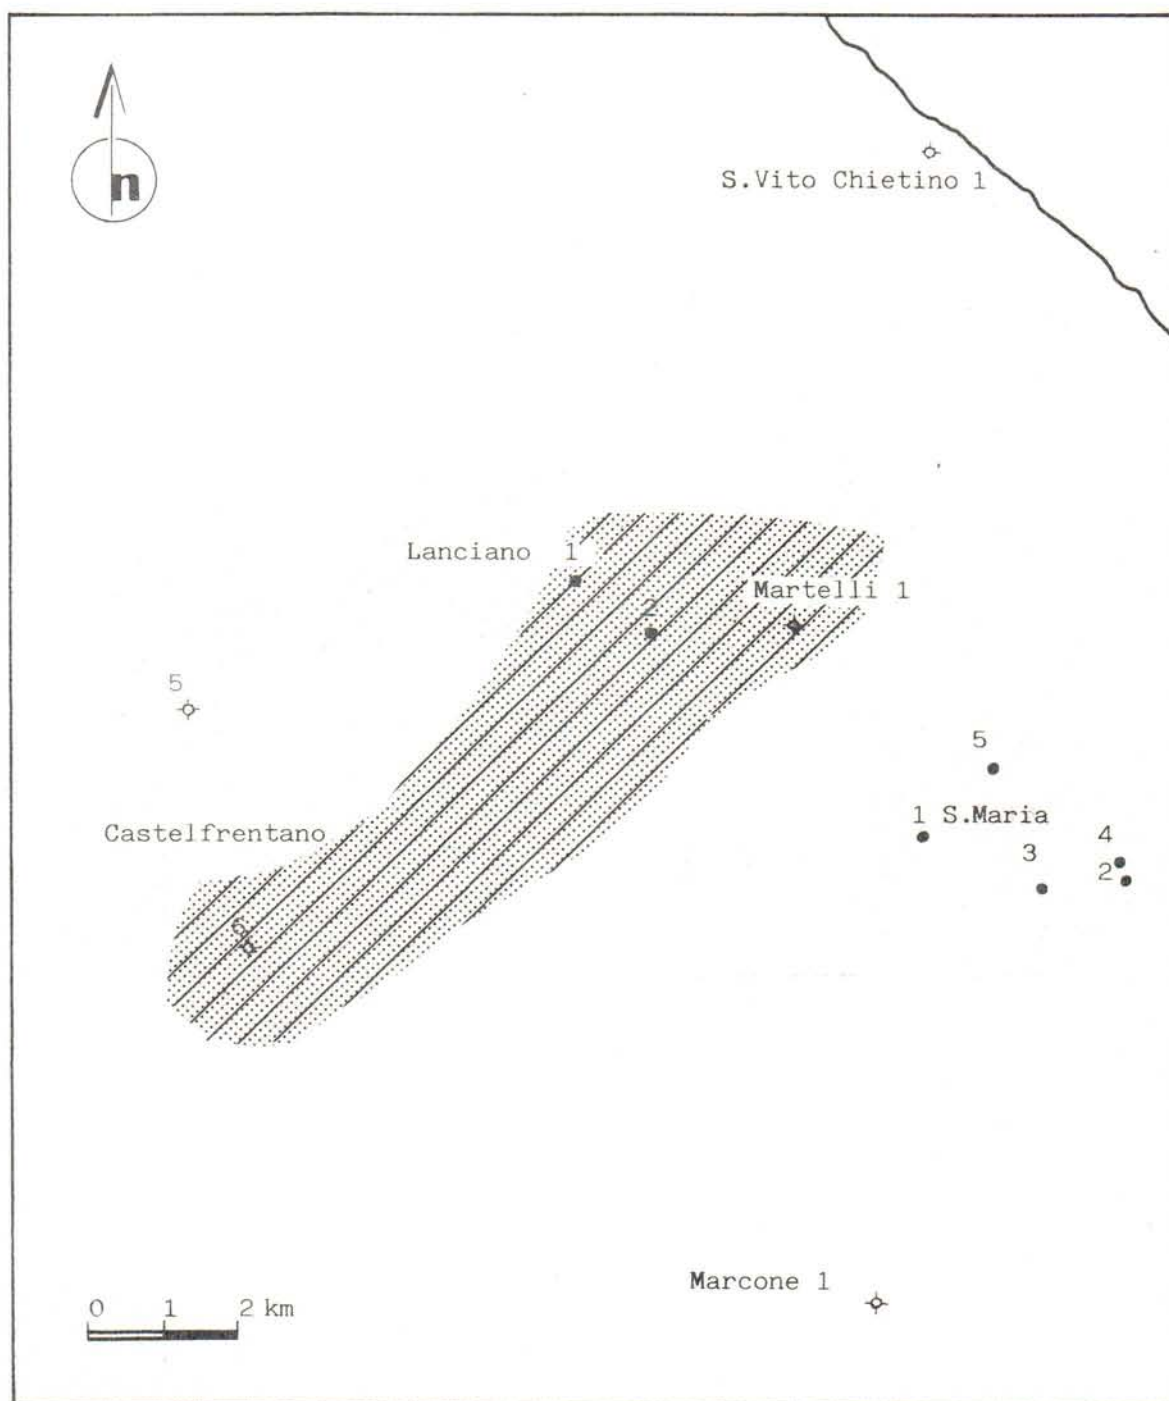 n
S.Vito Chietino 1
Lanciano 1
Martelli 1
2
5
5
1 S.Maria
Castelfrentano
4
3
2
6
Marcone 1
0 1 2 km